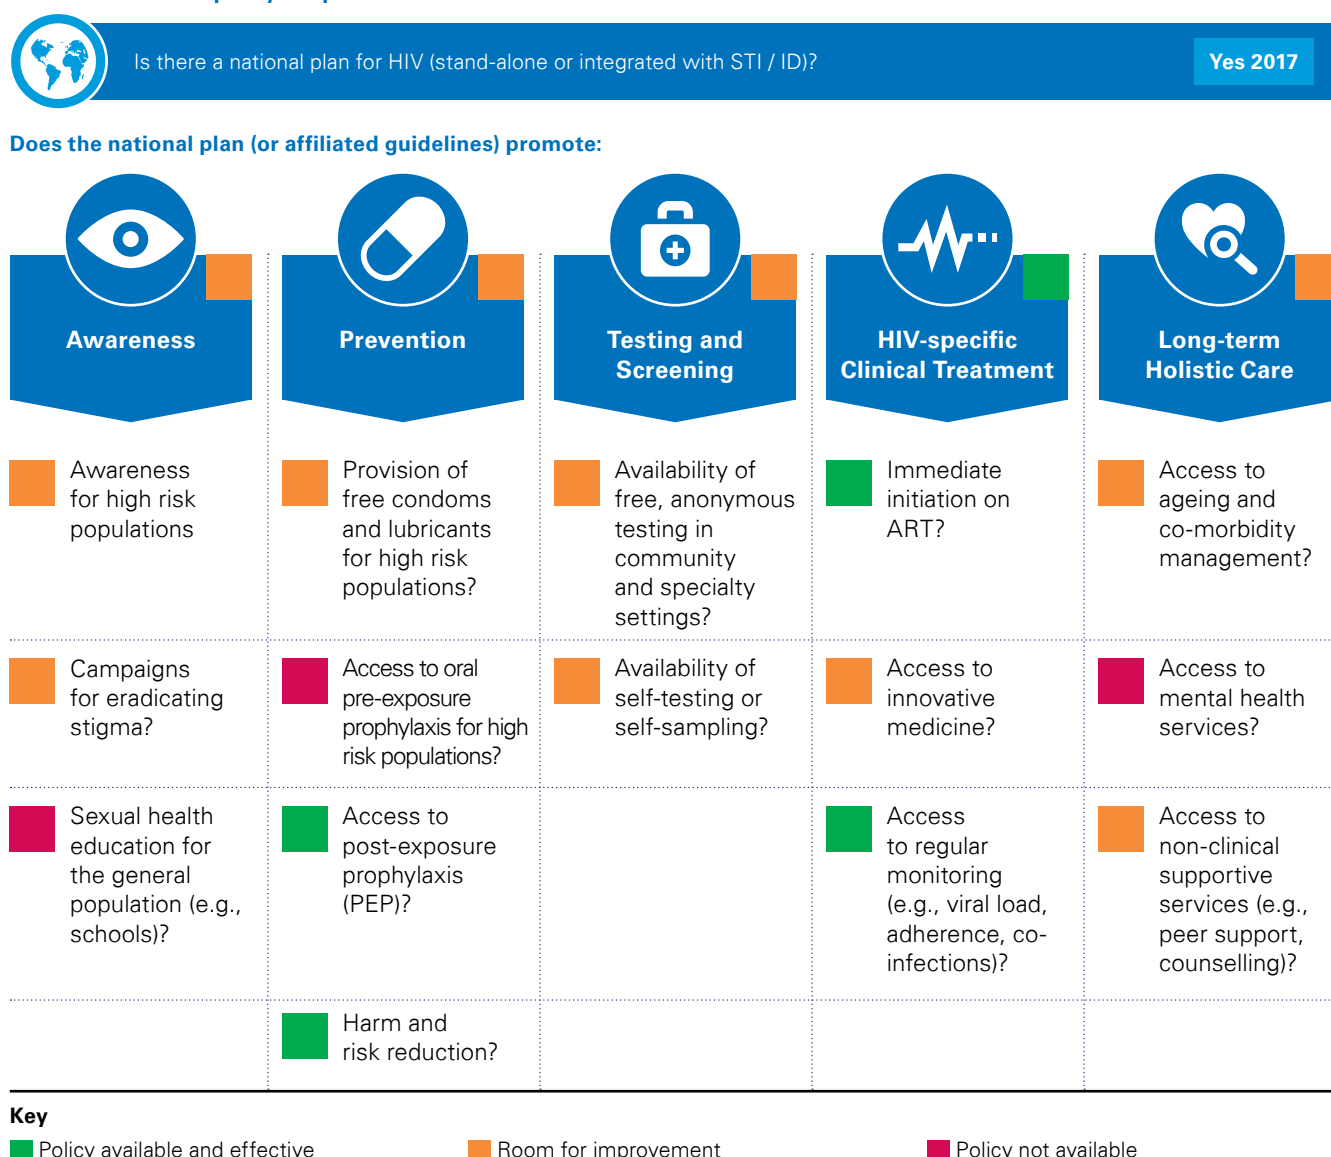 Is there a national plan for HIV (stand-alone or integrated with STI / ID)?
Yes 2017
Does the national plan (or affiliated guidelines) promote:
Awareness
Prevention
Testing and
Screening
HIV-specific
Clinical Treatment
Long-term
Holistic Care
Awareness
for high risk
populations
Provision of
free condoms
and lubricants
for high risk
populations?
Availability of
free, anonymous
testing in
community
and specialty
settings?
Immediate
initiation on
ART?
Access to
ageing and
co-morbidity
management?
Campaigns
for eradicating
stigma?
Access to oral
pre-exposure
prophylaxis for high
risk populations?
Availability of
self-testing or
self-sampling?
Access to
innovative
medicine?
Access to
mental health
services?
Sexual health
education for
the general
population (e.g.,
schools)?
Access to
post-exposure
prophylaxis
(PEP)?
Access
to regular
monitoring
(e.g., viral load,
adherence, co-
infections)?
Access to
non-clinical
supportive
services (e.g.,
peer support,
counselling)?
Harm and
risk reduction?
Key
Policy available and effective
Room for improvement
Policy not available